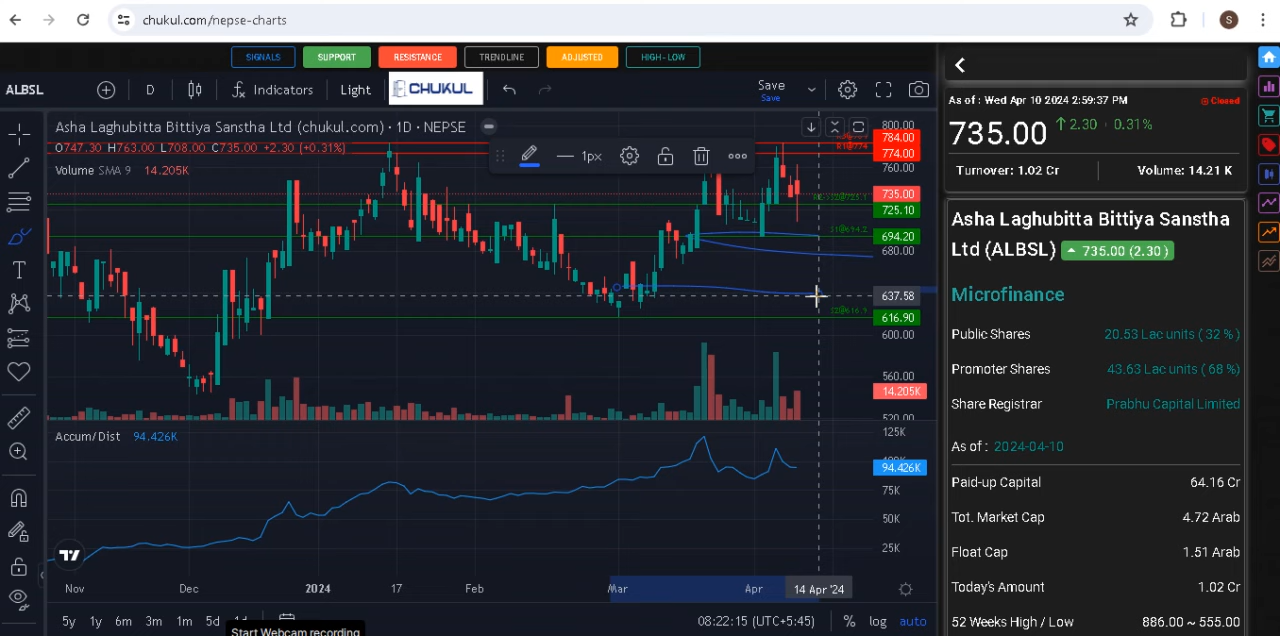 chukul.com/nepse-charts
S
SIGNALS SUPPORT RESISTANCE TRENDLINE ADJUSTED HIGH-LOW
ALBSL D Indicators Light CHUKUL Save
Save
Asha Laghubitta Bittiya Sanstha Ltd (chukul.com) · 1D · NEPSE
O747.30 H763.00 L708.00 C735.00 +2.30 (+0.31%)
Volume SMA 9 14.205K
1px
800.00
784.00
774.00
760.00
735.00
725.10
694.20
680.00
637.58
616.90
600.00
560.00
14.205K
520.00
Accum/Dist 94.426K
125K
94.426K
75K
50K
25K
Nov Dec 2024 17 Feb Mar Apr 14 Apr '24
5y 1y 6m 3m 1m 5d 1d 08:22:15 (UTC+5:45) % log auto
Start Webcam recording
As of : Wed Apr 10 2024 2:59:37 PM Closed
735.00 2.30 · 0.31%
Turnover: 1.02 Cr Volume: 14.21 K
Asha Laghubitta Bittiya Sanstha
Ltd (ALBSL) 735.00 (2.30 )
Microfinance
Public Shares 20.53 Lac units ( 32 % )
Promoter Shares 43.63 Lac units ( 68 %)
Share Registrar Prabhu Capital Limited
As of : 2024-04-10
Paid-up Capital 64.16 Cr
Tot. Market Cap 4.72 Arab
Float Cap 1.51 Arab
Today's Amount 1.02 Cr
52 Weeks High / Low 886.00 ~ 555.00